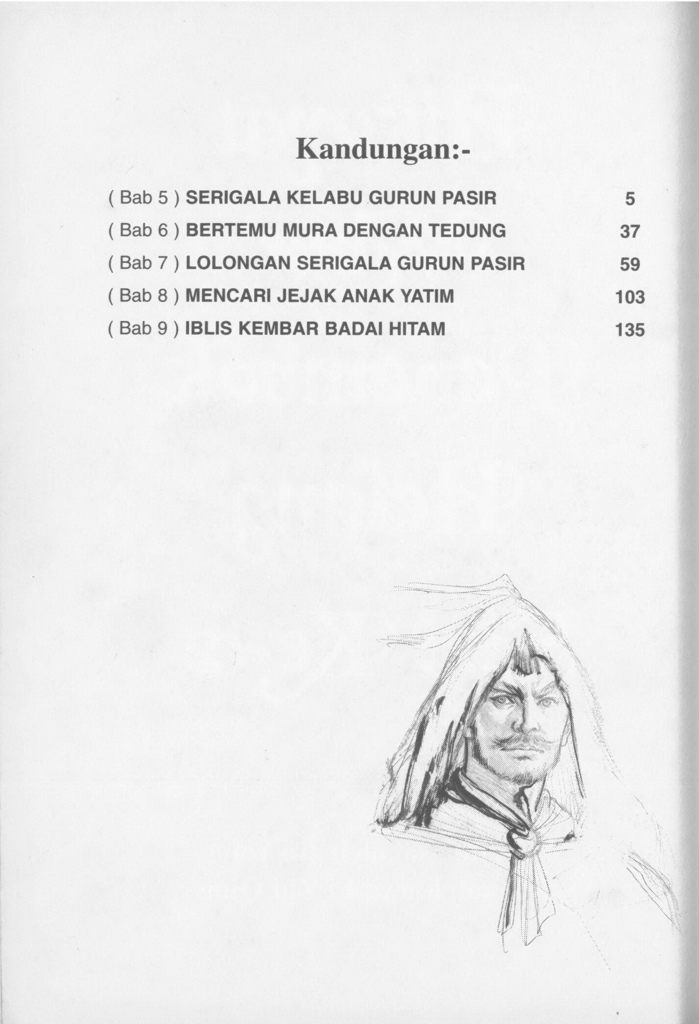 Kandungan:-
( Bab 5 ) SERIGALA KELABU GURUN PASIR 5
( Bab 6 ) BERTEMU MURA DENGAN TEDUNG 37
( Bab 7 ) LOLONGAN SERIGALA GURUN PASIR 59
( Bab 8 ) MENCARI JEJAK ANAK YATIM 103
( Bab 9 ) IBLIS KEMBAR BADAI HITAM 135